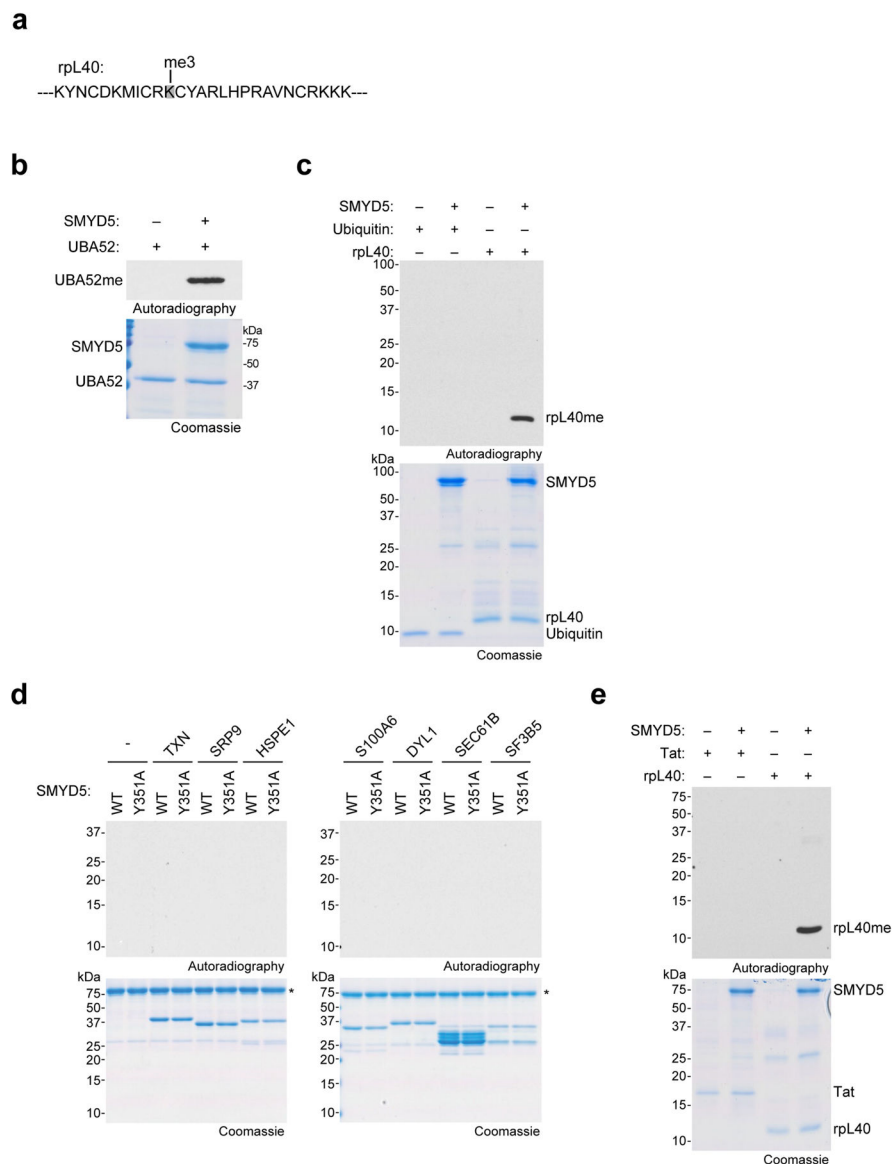 a
me3
rpL40:
---KYNCDKMICRKCYARLHPRAVNCRKKK---
b
SMYD5: – +
UBA52: + +
UBA52me
Autoradiography
kDa
SMYD5
-75
-50
UBA52
-37
Coomassie
c
SMYD5: – + – +
Ubiquitin: + + – –
rpL40: – – + +
100-
50-
37-
25-
20-
15-
rpL40me
10-
Autoradiography
kDa
100-
SMYD5
50-
37-
25-
20-
15-
rpL40
10-
Ubiquitin
Coomassie
d
- TXN SRP9 HSPE1
SMYD5: WT Y351A WT Y351A WT Y351A WT Y351A
37-
25-
20-
15-
10-
Autoradiography
kDa
75-
*
50-
37-
25-
20-
15-
10-
Coomassie
S100A6 DYL1 SEC61B SF3B5
WT Y351A WT Y351A WT Y351A WT Y351A
37-
25-
20-
15-
10-
Autoradiography
kDa
75-
*
50-
37-
25-
20-
15-
10-
Coomassie
e
SMYD5: – + – +
Tat: + + – –
rpL40: – – + +
75-
50-
37-
25-
20-
15-
rpL40me
10-
Autoradiography
kDa
75-
SMYD5
50-
37-
25-
20-
Tat
15-
rpL40
10-
Coomassie